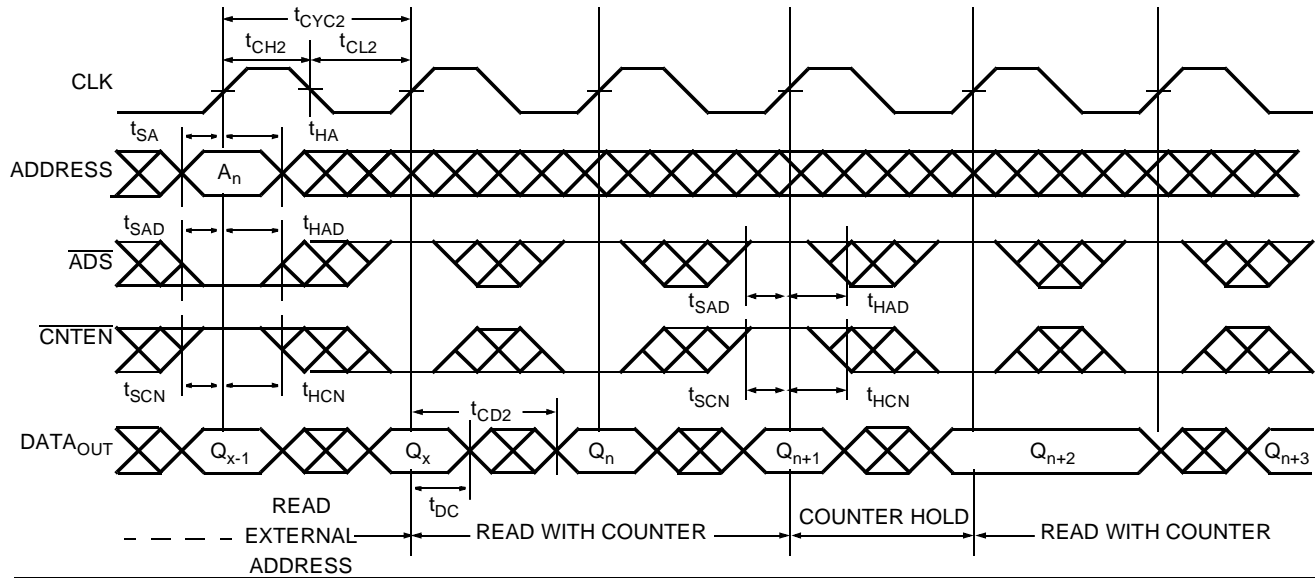 tCYC2
tCH2 tCL2
CLK
tSA tHA
ADDRESS An
tSAD tHAD
ADS
tSAD tHAD
CNTEN
tSCN tHCN tSCN tHCN
tCD2
DATAOUT Qx-1 Qx Qn Qn+1 Qn+2 Qn+3
tDC
READ
EXTERNAL
ADDRESS
READ WITH COUNTER
COUNTER HOLD
READ WITH COUNTER